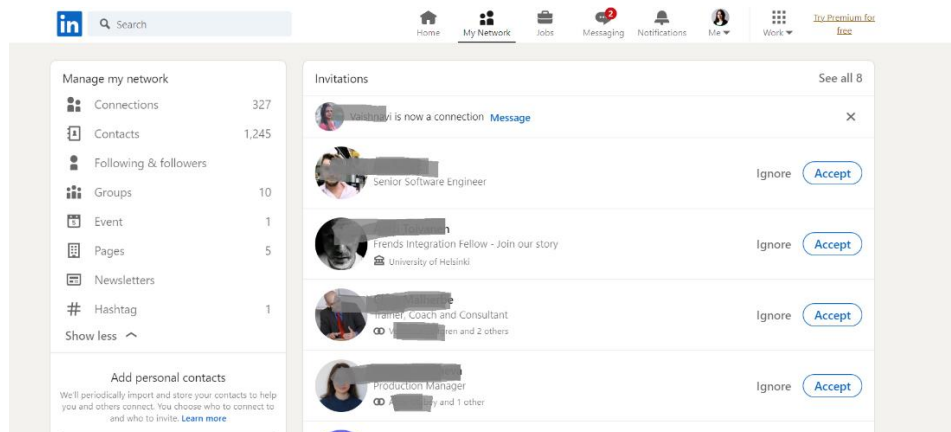 in
Search
Home
My Network
Jobs
2
Messaging
Notifications
Me
Work
Try Premium for
free
Manage my network
Connections 327
Contacts 1,245
Following & followers
Groups 10
Event 1
Pages 5
Newsletters
Hashtag 1
Show less
Add personal contacts
We'll periodically import and store your contacts to help
you and others connect. You choose who to connect to
and who to invite. Learn more
Invitations See all 8
is now a connection Message
Senior Software Engineer
Ignore Accept
Frends Integration Fellow - Join our story
University of Helsinki
Ignore Accept
Trainer, Coach and Consultant
and 2 others
Ignore Accept
Production Manager
and 1 other
Ignore Accept